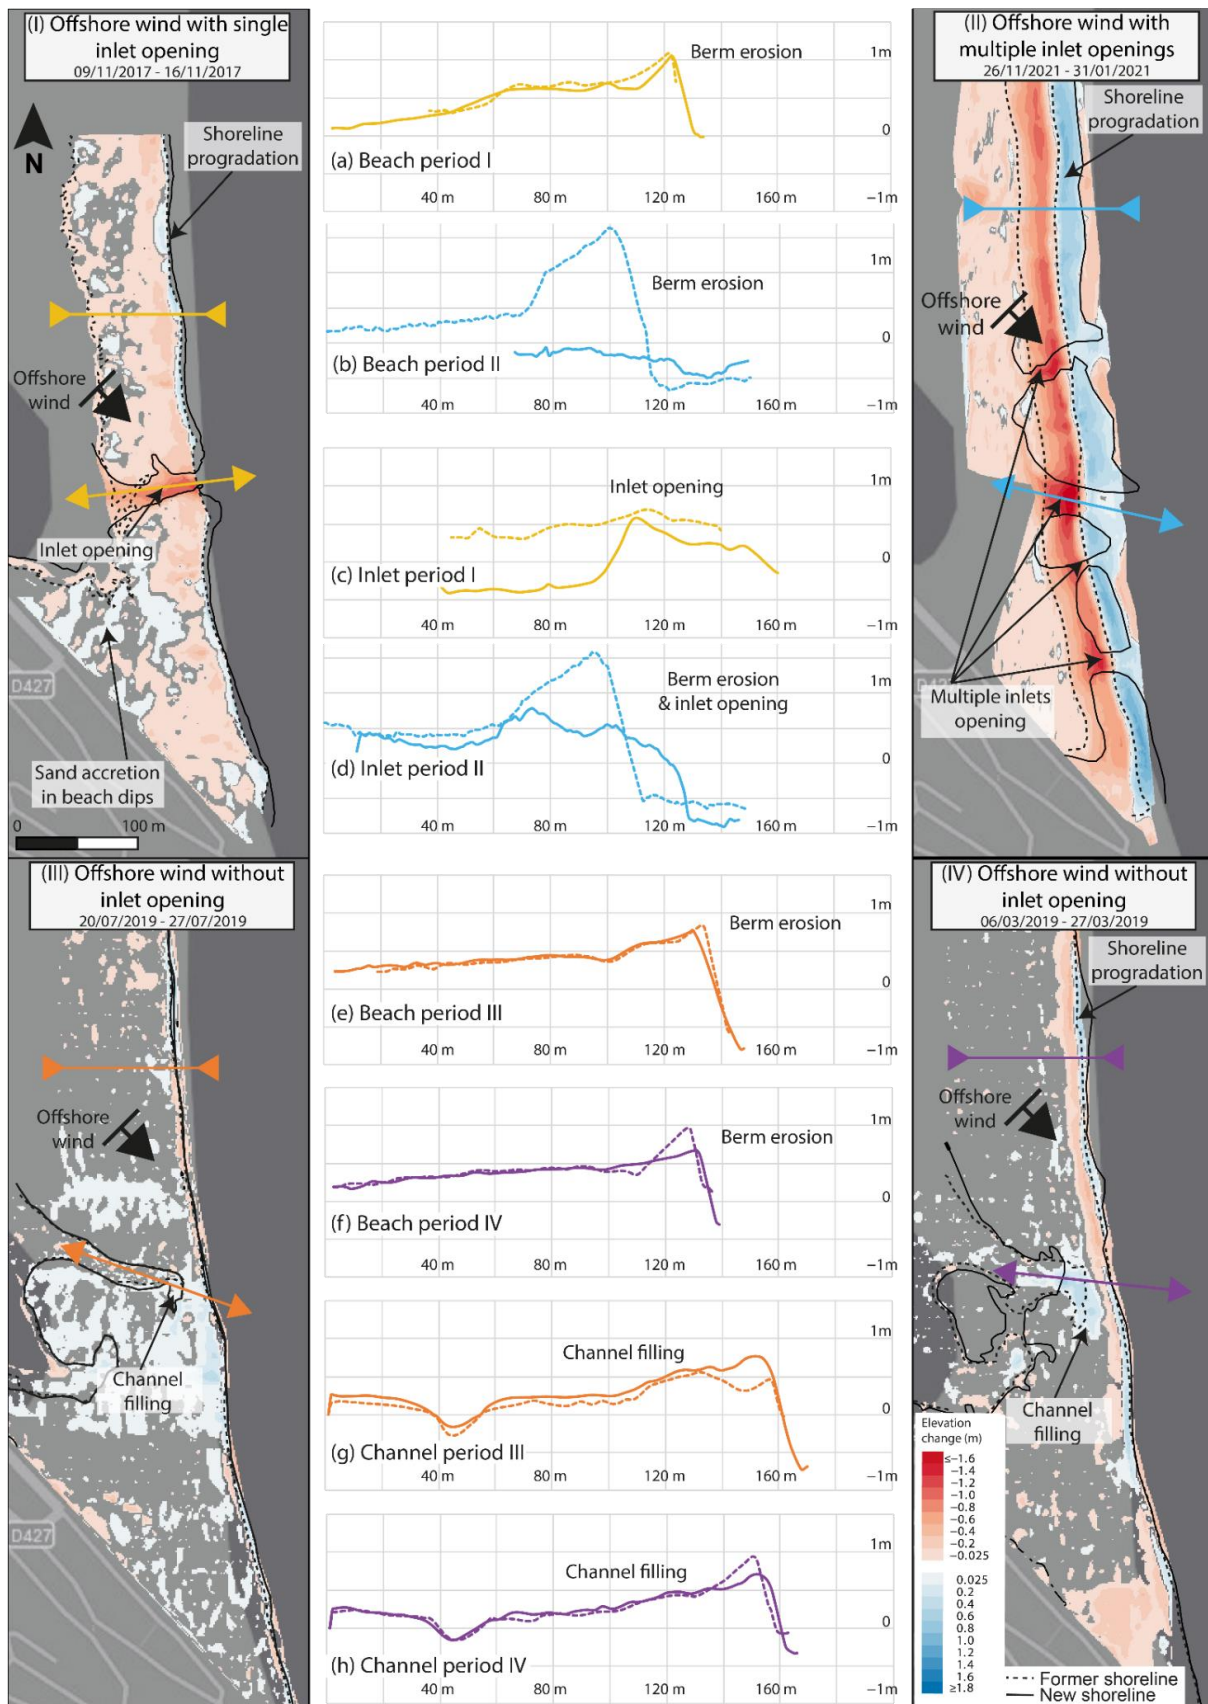 (I) Offshore wind with single
inlet opening
09/11/2017 - 16/11/2017
N
Shoreline
progradation
Offshore
wind
Inlet opening
D427
Sand accretion
in beach dips
0 100 m
Berm erosion
1m
0
(a) Beach period I
40 m 80 m 120 m 160 m −1m
1m
Berm erosion
0
(b) Beach period II
40 m 80 m 120 m 160 m −1m
1m
Inlet opening
0
(c) Inlet period I
40 m 80 m 120 m 160 m −1m
1m
Berm erosion
& inlet opening
0
(d) Inlet period II
40 m 80 m 120 m 160 m −1m
(II) Offshore wind with
multiple inlet openings
26/11/2021 - 31/01/2021
Shoreline
progradation
Offshore
wind
Multiple inlets
opening
(III) Offshore wind without
inlet opening
20/07/2019 - 27/07/2019
Offshore
wind
Channel
filling
D427
1m
Berm erosion
0
(e) Beach period III
40 m 80 m 120 m 160 m −1m
1m
Berm erosion
0
(f) Beach period IV
40 m 80 m 120 m 160 m −1m
1m
Channel filling
0
(g) Channel period III
40 m 80 m 120 m 160 m −1m
1m
Channel filling
0
(h) Channel period IV
40 m 80 m 120 m 160 m −1m
(IV) Offshore wind without
inlet opening
06/03/2019 - 27/03/2019
Shoreline
progradation
Offshore
wind
Channel
filling
Elevation
change (m)
≤−1.6
−1.4
−1.2
−1.0
−0.8
−0.6
−0.4
−0.2
−0.025
0.025
0.2
0.4
0.6
0.8
1.0
1.2
1.4
1.6
≥1.8
Former shoreline
New shoreline